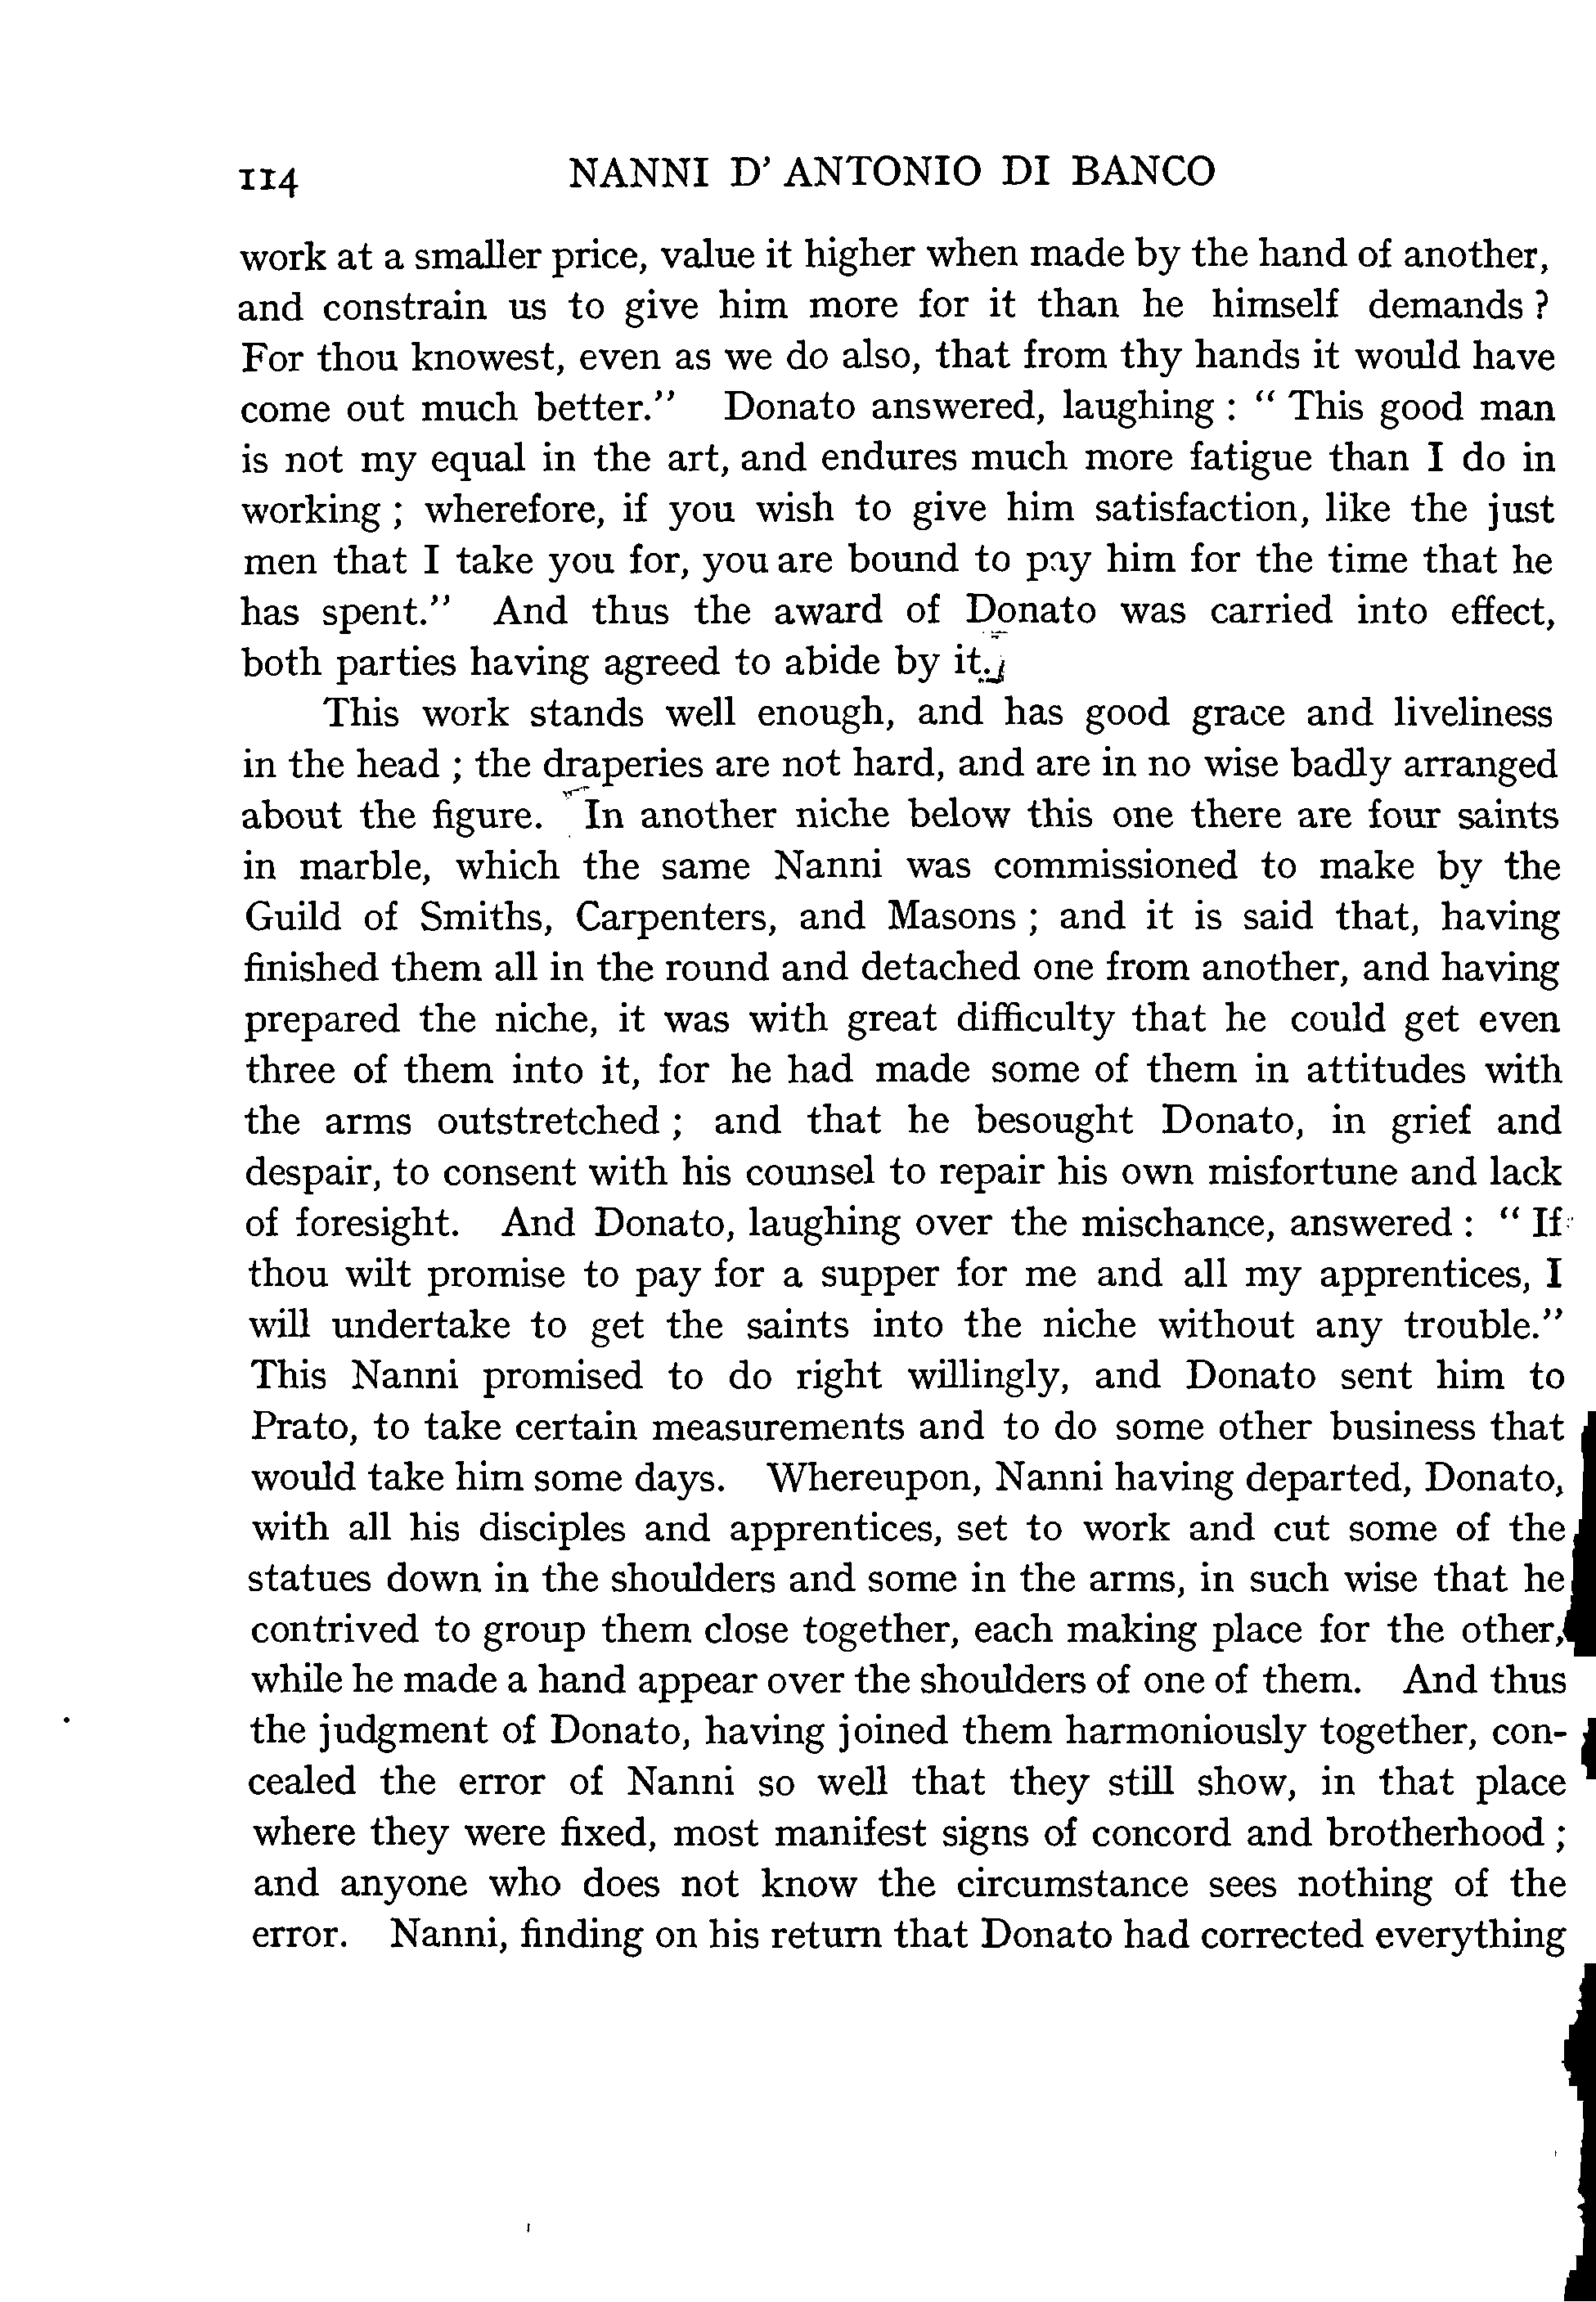 114 NANNI D' ANTONIO DI BANCO
work at a smaller price, value it higher when made by the hand of another,
and constrain us to give him more for it than he himself demands ?
For thou knowest, even as we do also, that from thy hands it would have
come out much better." Donato answered, laughing : " This good man
is not my equal in the art, and endures much more fatigue than I do in
working ; wherefore, if you wish to give him satisfaction, like the just
men that I take you for, you are bound to pay him for the time that he
has spent." And thus the award of Donato was carried into effect,
both parties having agreed to abide by it.
This work stands well enough, and has good grace and liveliness
in the head ; the draperies are not hard, and are in no wise badly arranged
about the figure. In another niche below this one there are four saints
in marble, which the same Nanni was commissioned to make by the
Guild of Smiths, Carpenters, and Masons ; and it is said that, having
finished them all in the round and detached one from another, and having
prepared the niche, it was with great difficulty that he could get even
three of them into it, for he had made some of them in attitudes with
the arms outstretched ; and that he besought Donato, in grief and
despair, to consent with his counsel to repair his own misfortune and lack
of foresight. And Donato, laughing over the mischance, answered : " If
thou wilt promise to pay for a supper for me and all my apprentices, I
will undertake to get the saints into the niche without any trouble."
This Nanni promised to do right willingly, and Donato sent him to
Prato, to take certain measurements and to do some other business that
would take him some days. Whereupon, Nanni having departed, Donato,
with all his disciples and apprentices, set to work and cut some of the
statues down in the shoulders and some in the arms, in such wise that he
contrived to group them close together, each making place for the other,
while he made a hand appear over the shoulders of one of them. And thus
the judgment of Donato, having joined them harmoniously together, con-
cealed the error of Nanni so well that they still show, in that place
where they were fixed, most manifest signs of concord and brotherhood ;
and anyone who does not know the circumstance sees nothing of the
error. Nanni, finding on his return that Donato had corrected everything